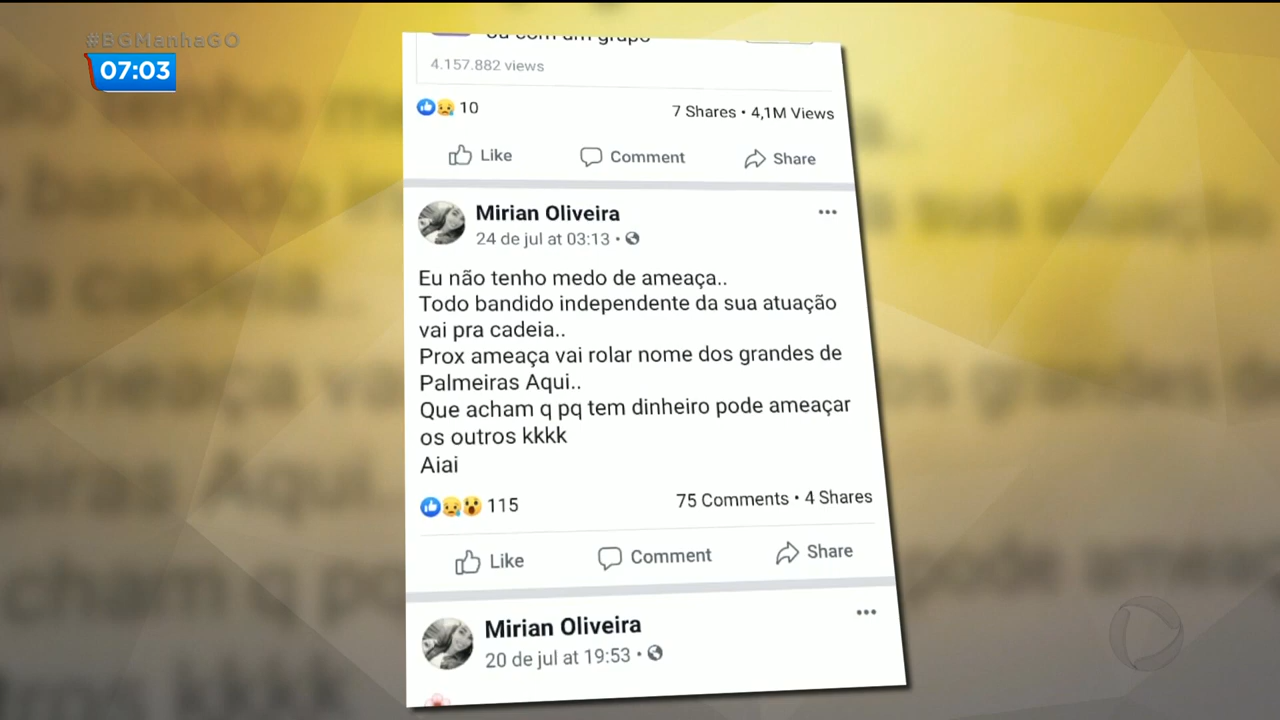 #BGManhaGO
07:03
ou com um grupo
4.157.882 views
10
7 Shares • 4,1M Views
Like
Comment
Share
Mirian Oliveira
24 de jul at 03:13 •
Eu não tenho medo de ameaça..
Todo bandido independente da sua atuação
vai pra cadeia..
Prox ameaça vai rolar nome dos grandes de
Palmeiras Aqui..
Que acham q pq tem dinheiro pode ameaçar
os outros kkkk
Aiai
115
75 Comments • 4 Shares
Like
Comment
Share
Mirian Oliveira
20 de jul at 19:53 •